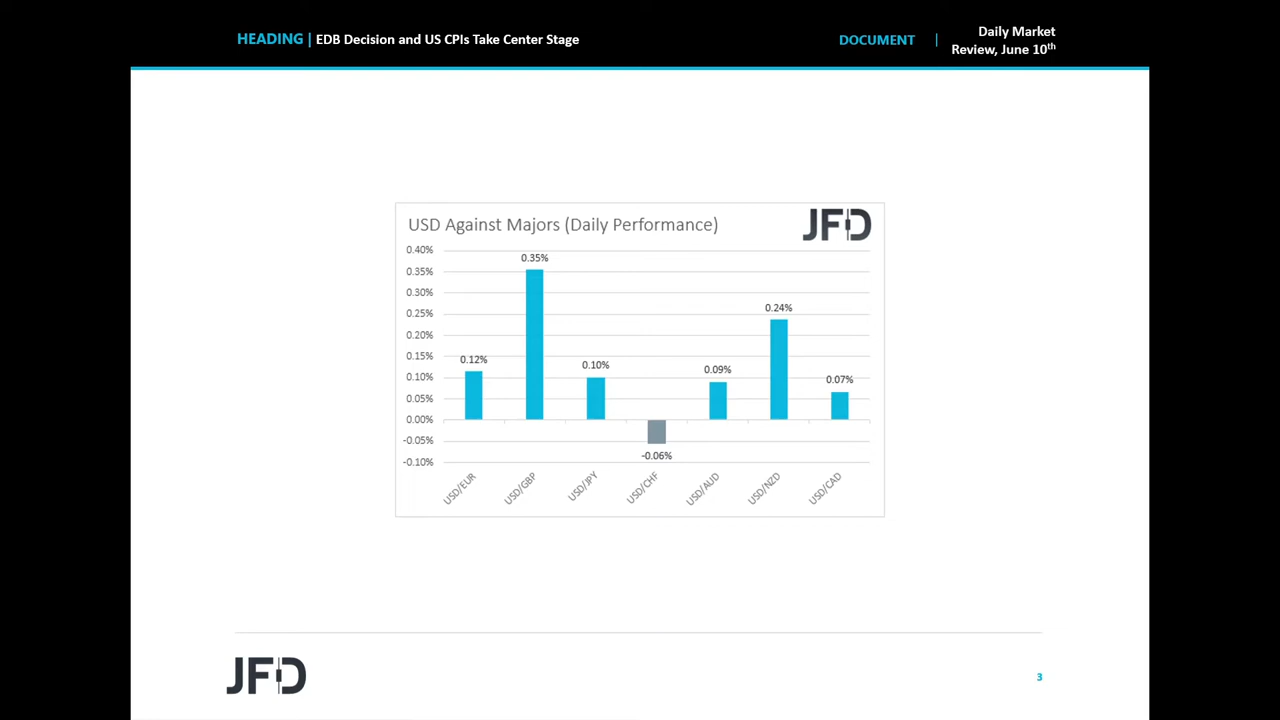 HEADING | EDB Decision and US CPIs Take Center Stage
DOCUMENT |
Daily Market
Review, June 10th
USD Against Majors (Daily Performance)
JFD
0.40%
0.35%
0.30%
0.25%
0.20%
0.15%
0.10%
0.05%
0.00%
-0.05%
-0.10%
0.12%
0.35%
0.10%
-0.06%
0.09%
0.24%
0.07%
USD/EUR
USD/GBP
USD/JPY
USD/CHF
USD/AUD
USD/NZD
USD/CAD
JFD
3